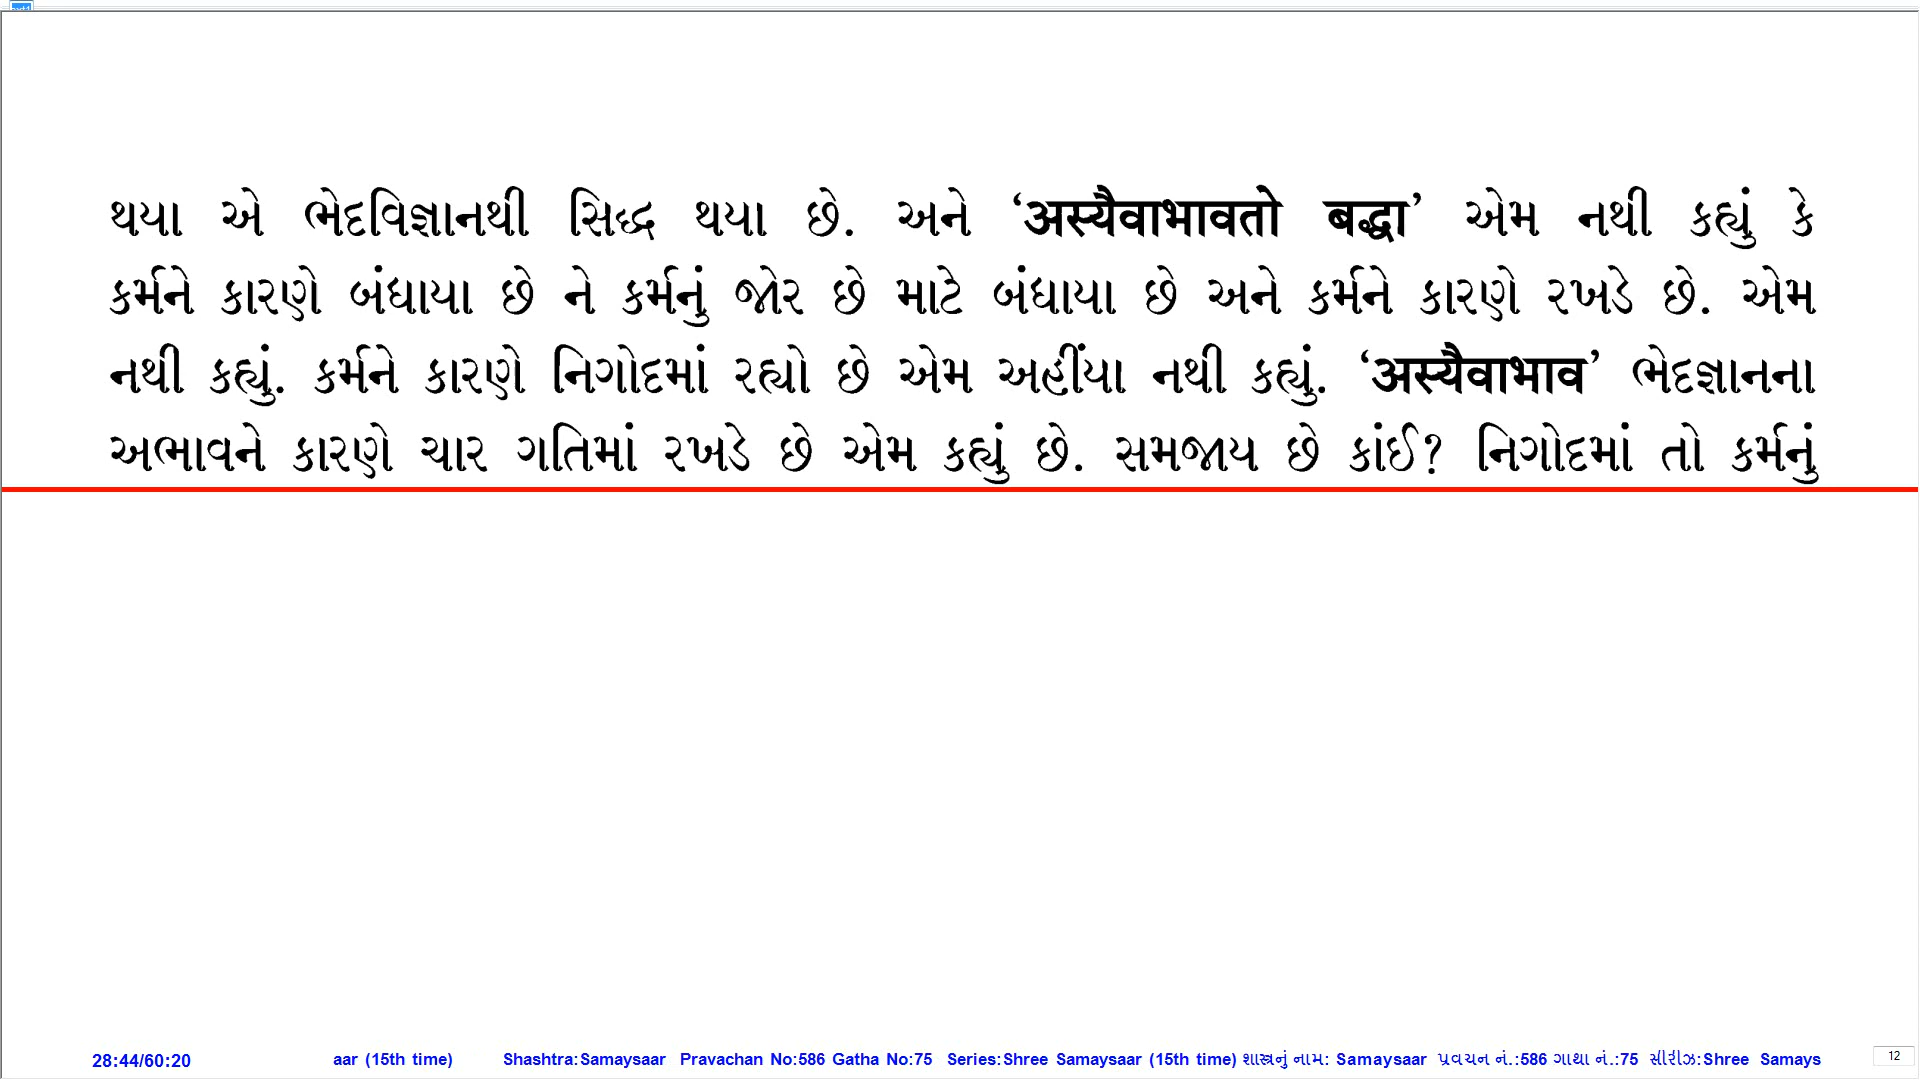 થયા એ ભેદવિજ્ઞાનથી સિદ્ધ થયા છે. અને ‘अस्यैवाभावतो बद्धा’ એમ નથી કહ્યું કે
કર્મને કારણે બંધાયા છે ને કર્મનું જોર છે માટે બંધાયા છે અને કર્મને કારણે રખડે છે. એમ
નથી કહ્યું. કર્મને કારણે નિગોદમાં રહ્યો છે એમ અહીંયા નથી કહ્યું. ‘अस्यैवाभाव’ ભેદજ્ઞાનના
અભાવને કારણે ચાર ગતિમાં રખડે છે એમ કહ્યું છે. સમજાય છે કાંઈ? નિગોદમાં તો કર્મનું
28:44/60:20 aar (15th time) Shashtra:Samaysaar Pravachan No:586 Gatha No:75 Series:Shree Samaysaar (15th time) શાસ્ત્રનું નામ: Samaysaar પ્રવચન નં.:586 ગાથા નં.:75 સીરીઝ:Shree Samays 12